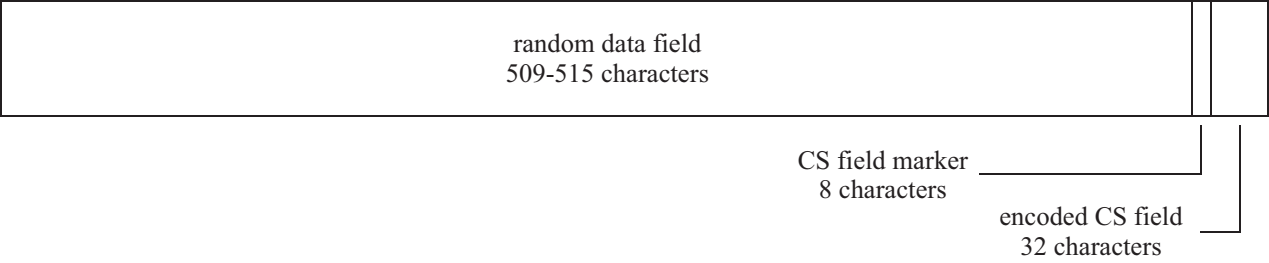 random data field
509-515 characters
CS field marker
8 characters
encoded CS field
32 characters